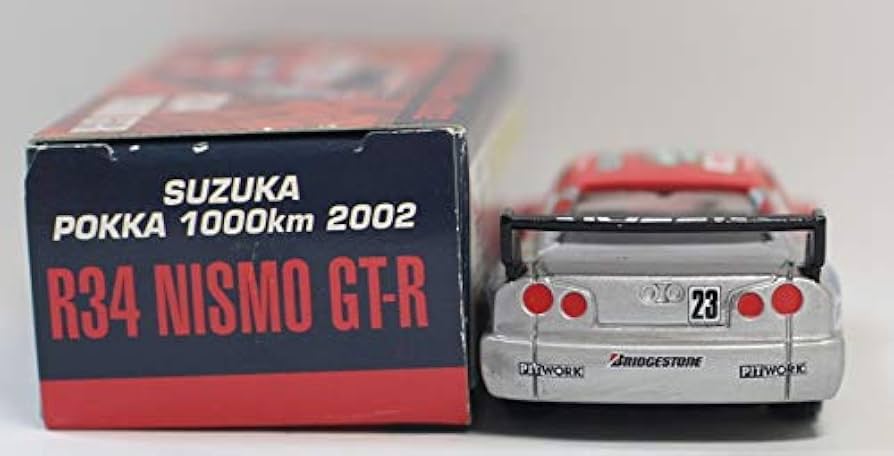 SUZUKA
POKKA 1000km 2002
R34 NISMO GT-R
23
BRIDGESTONE
PITWORK
PITWORK